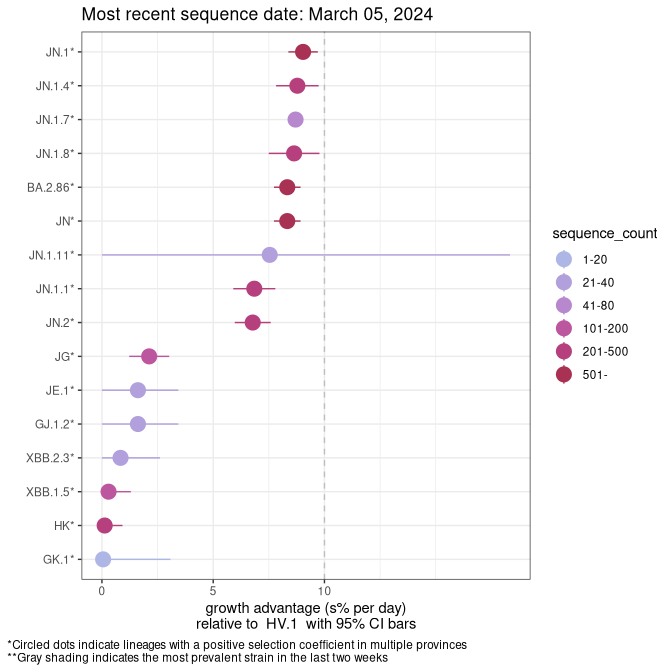 Most recent sequence date: March 05, 2024
JN.1*
JN.1.4*
JN.1.7*
JN.1.8*
BA.2.86*
JN*
JN.1.11*
JN.1.1*
JN.2*
JG*
JE.1*
GJ.1.2*
XBB.2.3*
XBB.1.5*
HK*
GK.1*
0 5 10
growth advantage (s% per day)
relative to HV.1 with 95% CI bars
sequence_count
1-20
21-40
41-80
101-200
201-500
501-
*Circled dots indicate lineages with a positive selection coefficient in multiple provinces
**Gray shading indicates the most prevalent strain in the last two weeks